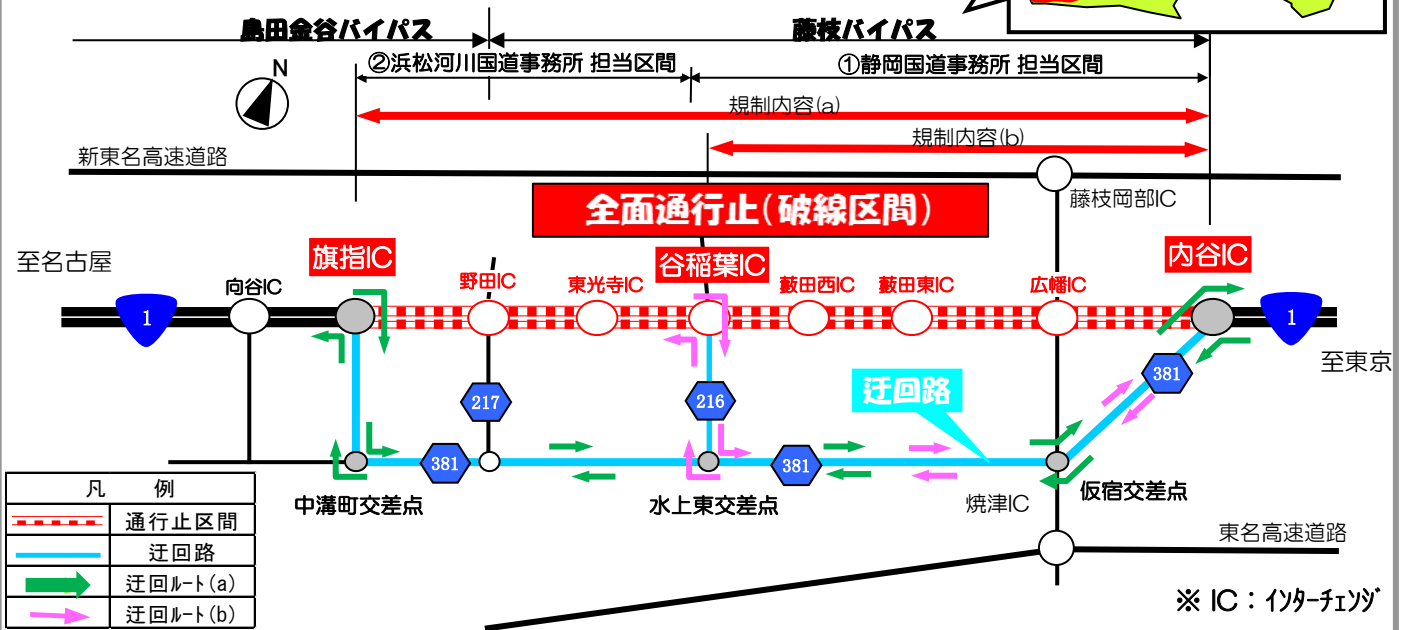 島田金谷バイパス
藤枝バイパス
②浜松河川国道事務所 担当区間
①静岡国道事務所 担当区間
N
規制内容(a)
規制内容(b)
新東名高速道路
全面通行止(破線区間)
藤枝岡部IC
至名古屋
旗指IC
谷稲葉IC
内谷IC
向谷IC
野田IC
東光寺IC
藪田西IC
藪田東IC
広幡IC
1
1
至東京
381
217
216
迂回路
381
381
中溝町交差点
水上東交差点
焼津IC
仮宿交差点
東名高速道路
凡 例
通行止区間
迂回路
迂回ルート(a)
迂回ルート(b)
※ IC：インターチェンジ